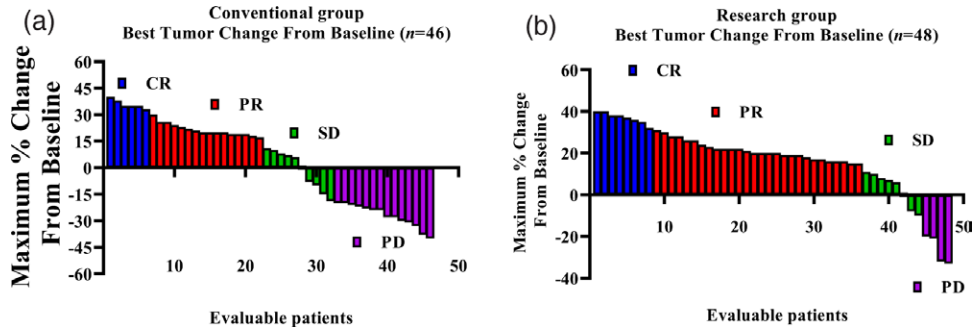 (a)
Conventional group
Best Tumor Change From Baseline (n=46)
Maximum % Change
From Baseline
60
45
30
15
0
-15
-30
-45
-60
CR
PR
SD
PD
10
20
30
40
50
Evaluable patients
(b)
Research group
Best Tumor Change From Baseline (n=48)
Maximum % Change
From Baseline
60
40
20
0
-20
-40
CR
PR
SD
PD
10
20
30
40
50
Evaluable patients